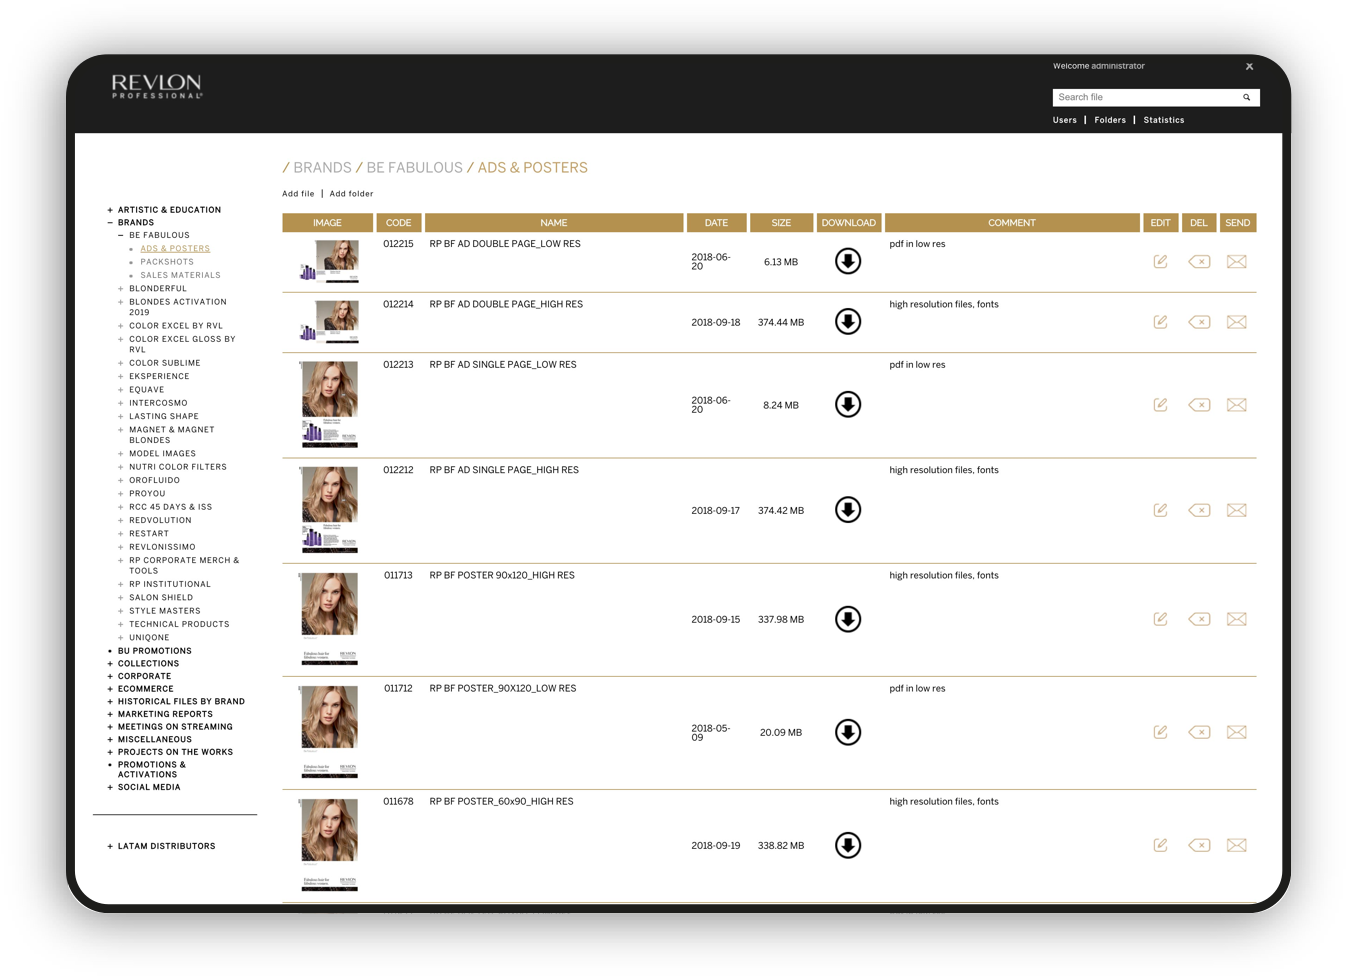 REVLON
PROFESSIONAL®
Welcome administrator
X
Search file
Users | Folders | Statistics
/ BRANDS / BE FABULOUS / ADS & POSTERS
Add file | Add folder
+ ARTISTIC & EDUCATION
– BRANDS
– BE FABULOUS
ADS & POSTERS
PACKSHOTS
SALES MATERIALS
+ BLONDERFUL
+ BLONDES ACTIVATION
2019
+ COLOR EXCEL BY RVL
+ COLOR EXCEL GLOSS BY
RVL
+ COLOR SUBLIME
+ EKSPERIENCE
+ EQUAVE
+ INTERCOSMO
+ LASTING SHAPE
+ MAGNET & MAGNET
BLONDES
+ MODEL IMAGES
+ NUTRI COLOR FILTERS
+ OROFLUIDO
+ PROYOU
+ RCC 45 DAYS & ISS
+ REDVOLUTION
+ RESTART
+ REVLONISSIMO
+ RP CORPORATE MERCH &
TOOLS
+ RP INSTITUTIONAL
+ SALON SHIELD
+ STYLE MASTERS
+ TECHNICAL PRODUCTS
+ UNIQONE
• BU PROMOTIONS
+ COLLECTIONS
+ CORPORATE
+ ECOMMERCE
+ HISTORICAL FILES BY BRAND
+ MARKETING REPORTS
+ MEETINGS ON STREAMING
+ MISCELLANEOUS
+ PROJECTS ON THE WORKS
• PROMOTIONS &
ACTIVATIONS
+ SOCIAL MEDIA
+ LATAM DISTRIBUTORS
IMAGE CODE NAME DATE SIZE DOWNLOAD COMMENT EDIT DEL SEND
012215 RP BF AD DOUBLE PAGE_LOW RES 2018-06-20 6.13 MB pdf in low res
012214 RP BF AD DOUBLE PAGE_HIGH RES 2018-09-18 374.44 MB high resolution files, fonts
012213 RP BF AD SINGLE PAGE_LOW RES 2018-06-20 8.24 MB pdf in low res
012212 RP BF AD SINGLE PAGE_HIGH RES 2018-09-17 374.42 MB high resolution files, fonts
011713 RP BF POSTER 90x120_HIGH RES 2018-09-15 337.98 MB high resolution files, fonts
011712 RP BF POSTER_90X120_LOW RES 2018-05-09 20.09 MB pdf in low res
011678 RP BF POSTER_60x90_HIGH RES 2018-09-19 338.82 MB high resolution files, fonts